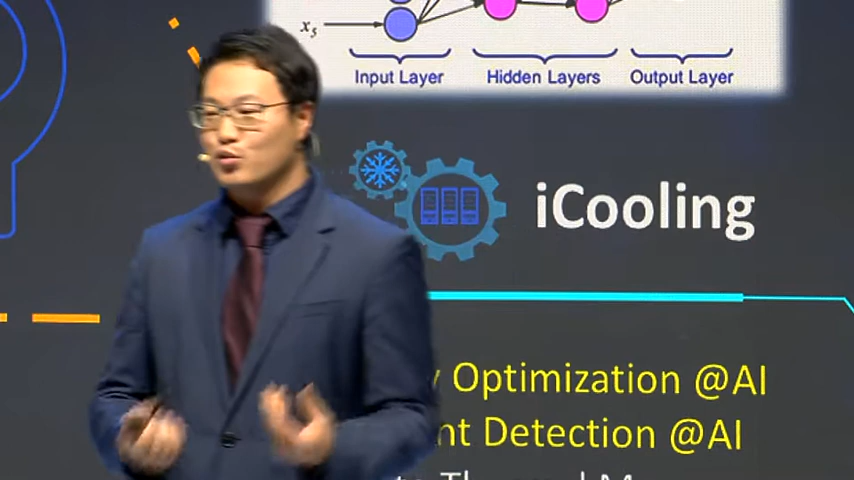 x5
Input Layer Hidden Layers Output Layer
iCooling
Optimization @AI
Detection @AI